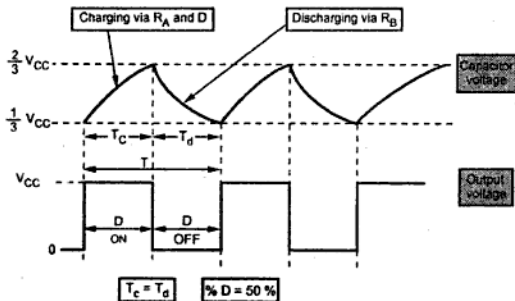 Charging via R_A and D
Discharging via R_B
2/3 V_CC
Capacitor voltage
1/3 V_CC
T_C
T_d
T
V_CC
Output voltage
D
ON
D
OFF
0
T_c = T_d
% D = 50 %